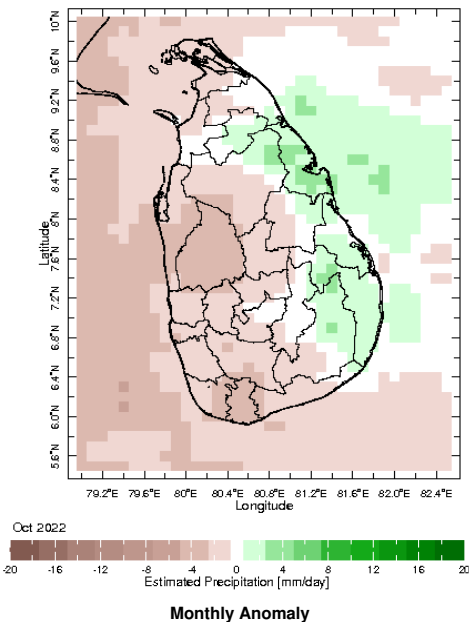 10°N
9.6°N
9.2°N
8.8°N
8.4°N
8°N
7.6°N
7.2°N
6.8°N
6.4°N
6.0°N
5.6°N
Latitude
79.2°E 79.6°E 80°E 80.4°E 80.8°E 81.2°E 81.6°E 82.0°E 82.4°E
Longitude
Oct 2022
-20 -16 -12 -8 -4 0 4 8 12 16 20
Estimated Precipitation [mm/day]
Monthly Anomaly